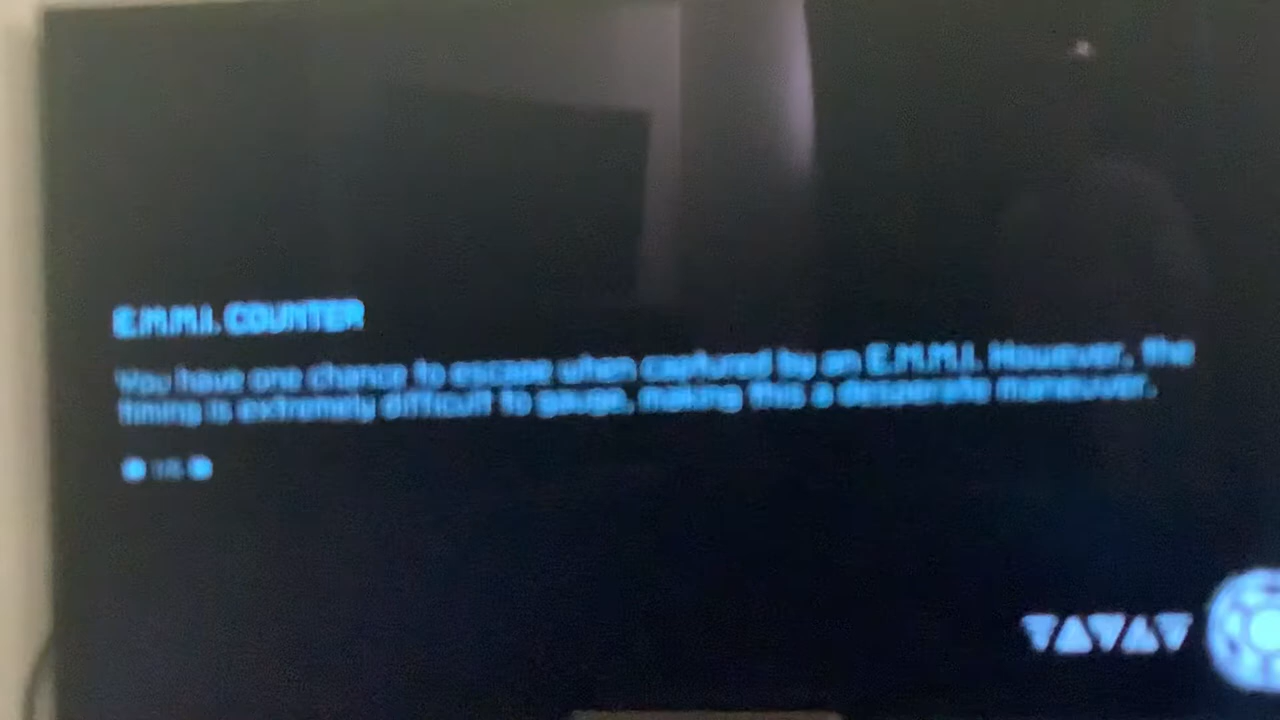 E.M.M.I. COUNTER
You have one chance to escape when captured by an E.M.M.I. However, the
timing is extremely difficult to gauge, making this a desperate maneuver.